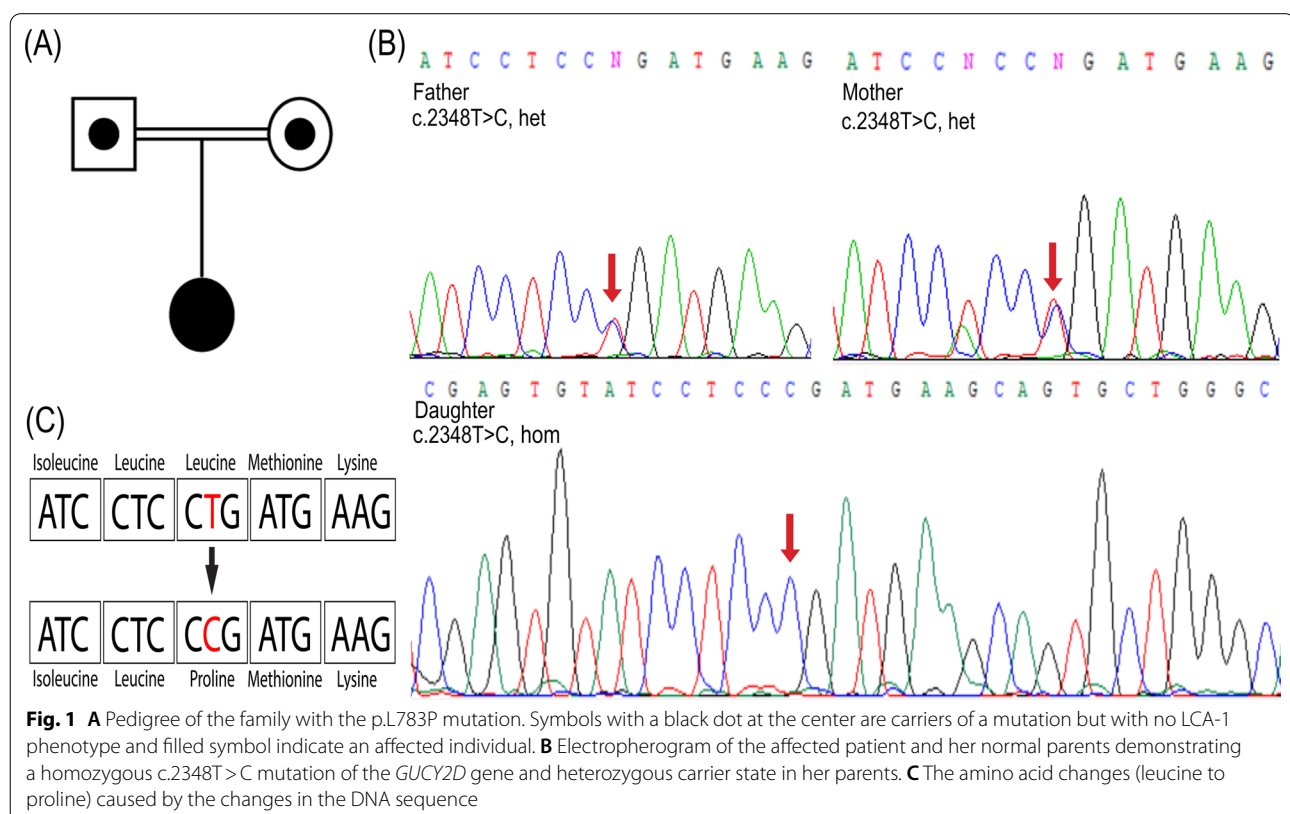 (A)
(B)
A T C C T C C N G A T G A A G
Father
c.2348T>C, het
A T C C N C C N G A T G A A G
Mother
c.2348T>C, het
C G A G T G T A T C C T C C C G A T G A A G C A G T G C T G G G C
Daughter
c.2348T>C, hom
(C)
Isoleucine Leucine Leucine Methionine Lysine
ATC CTC CTG ATG AAG
ATC CTC CCG ATG AAG
Isoleucine Leucine Proline Methionine Lysine
Fig. 1 A Pedigree of the family with the p.L783P mutation. Symbols with a black dot at the center are carriers of a mutation but with no LCA-1
phenotype and filled symbol indicate an affected individual. B Electropherogram of the affected patient and her normal parents demonstrating
a homozygous c.2348T > C mutation of the GUCY2D gene and heterozygous carrier state in her parents. C The amino acid changes (leucine to
proline) caused by the changes in the DNA sequence